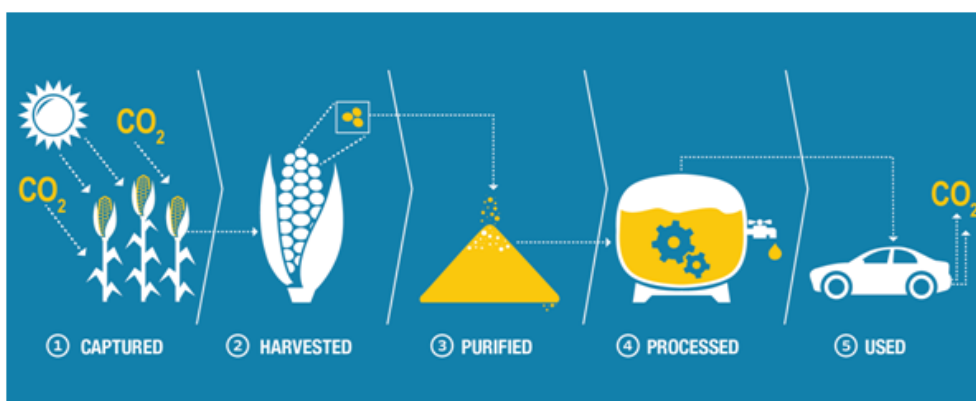 CO₂
CO₂
CO₂
① CAPTURED
② HARVESTED
③ PURIFIED
④ PROCESSED
⑤ USED